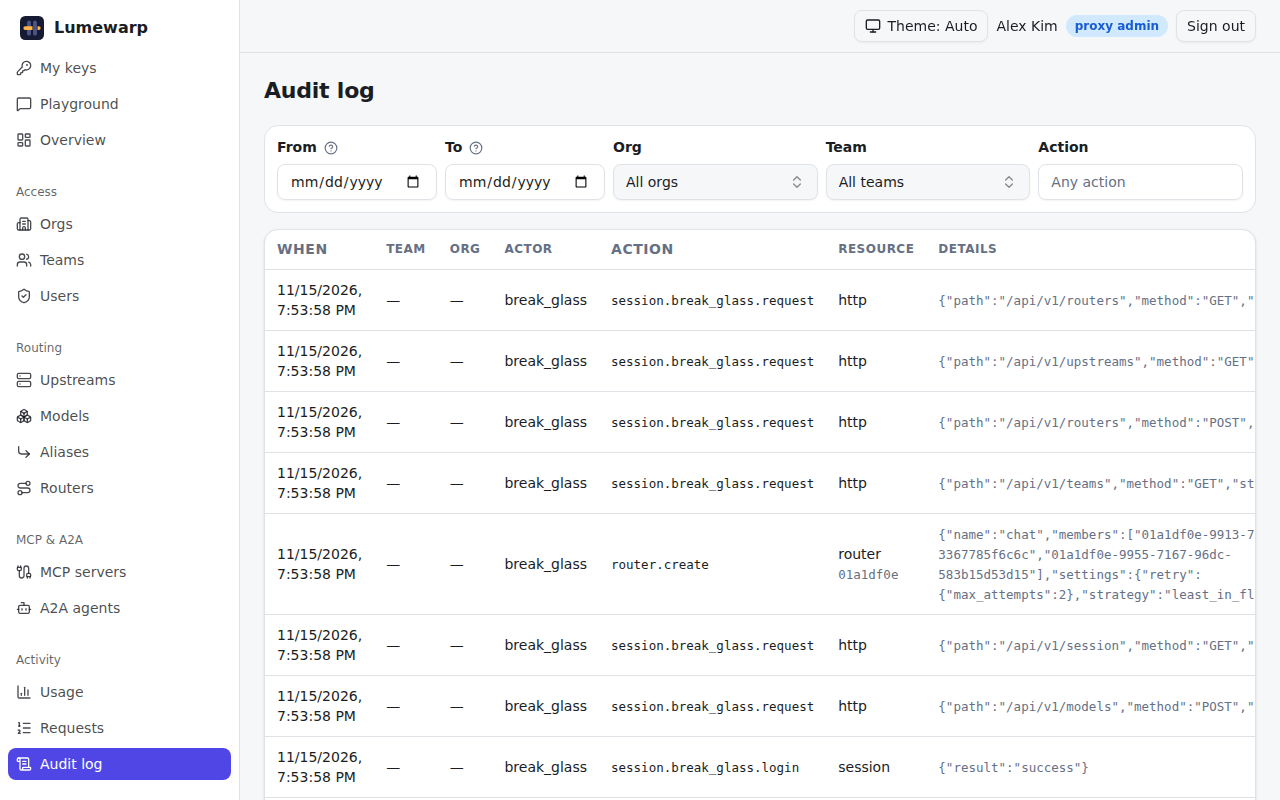 Lumewarp
Theme: Auto
Alex Kim
proxy admin
Sign out
My keys
Playground
Overview
Access
Orgs
Teams
Users
Routing
Upstreams
Models
Aliases
Routers
MCP & A2A
MCP servers
A2A agents
Activity
Usage
Requests
Audit log
Audit log
From To Org Team Action
mm/dd/yyyy mm/dd/yyyy All orgs All teams Any action
WHEN TEAM ORG ACTOR ACTION RESOURCE DETAILS
11/15/2026,
7:53:58 PM — — break_glass session.break_glass.request http {"path":"/api/v1/routers","method":"GET","
11/15/2026,
7:53:58 PM — — break_glass session.break_glass.request http {"path":"/api/v1/upstreams","method":"GET"
11/15/2026,
7:53:58 PM — — break_glass session.break_glass.request http {"path":"/api/v1/routers","method":"POST",
11/15/2026,
7:53:58 PM — — break_glass session.break_glass.request http {"path":"/api/v1/teams","method":"GET","st
11/15/2026,
7:53:58 PM — — break_glass router.create router
01a1df0e
{"name":"chat","members":["01a1df0e-9913-7
3367785f6c6c","01a1df0e-9955-7167-96dc-
583b15d53d15"],"settings":{"retry":
{"max_attempts":2},"strategy":"least_in_fl
11/15/2026,
7:53:58 PM — — break_glass session.break_glass.request http {"path":"/api/v1/session","method":"GET","
11/15/2026,
7:53:58 PM — — break_glass session.break_glass.request http {"path":"/api/v1/models","method":"POST","
11/15/2026,
7:53:58 PM — — break_glass session.break_glass.login session {"result":"success"}